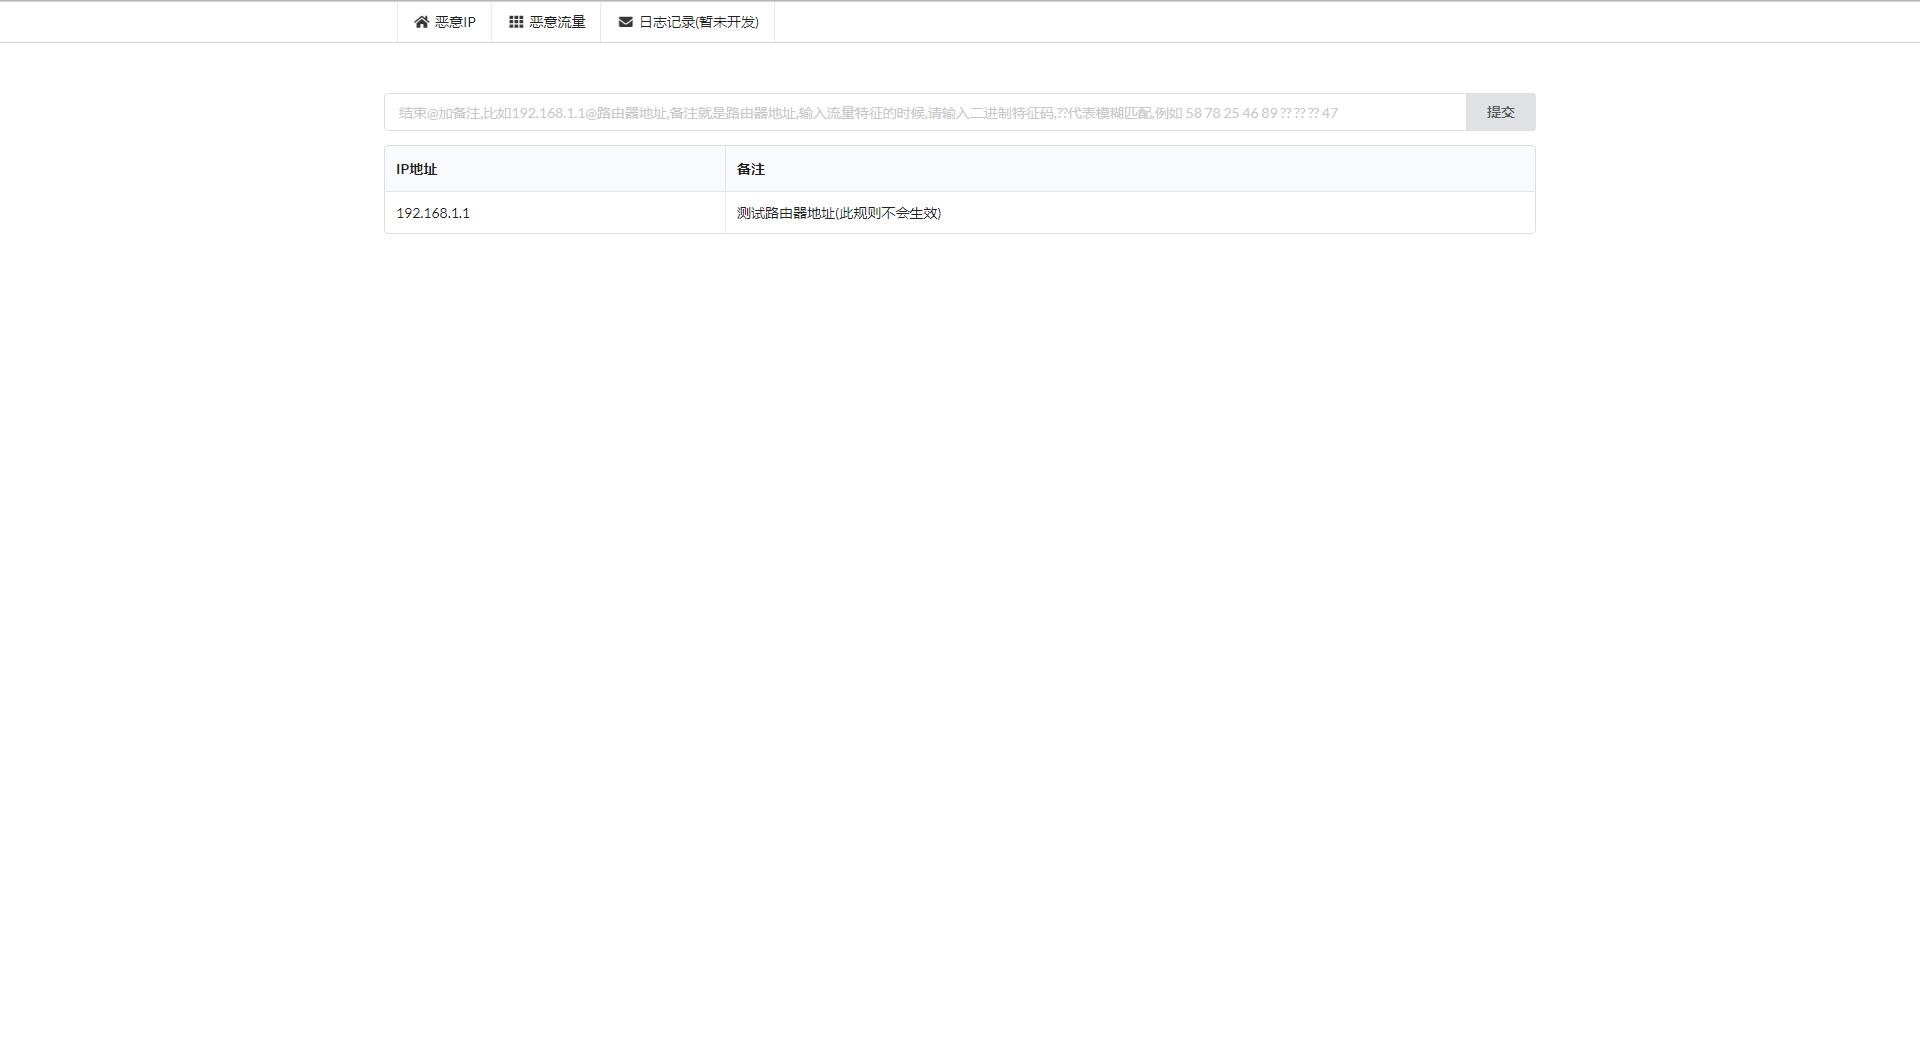 恶意IP 恶意流量 日志记录(暂未开发)
结束@加备注,比如192.168.1.1@路由器地址,备注就是路由器地址,输入流量特征的时候,请输入二进制特征码,??代表模糊匹配,例如 58 78 25 46 89 ?? ?? ?? 47 提交
IP地址 备注
192.168.1.1 测试路由器地址(此规则不会生效)